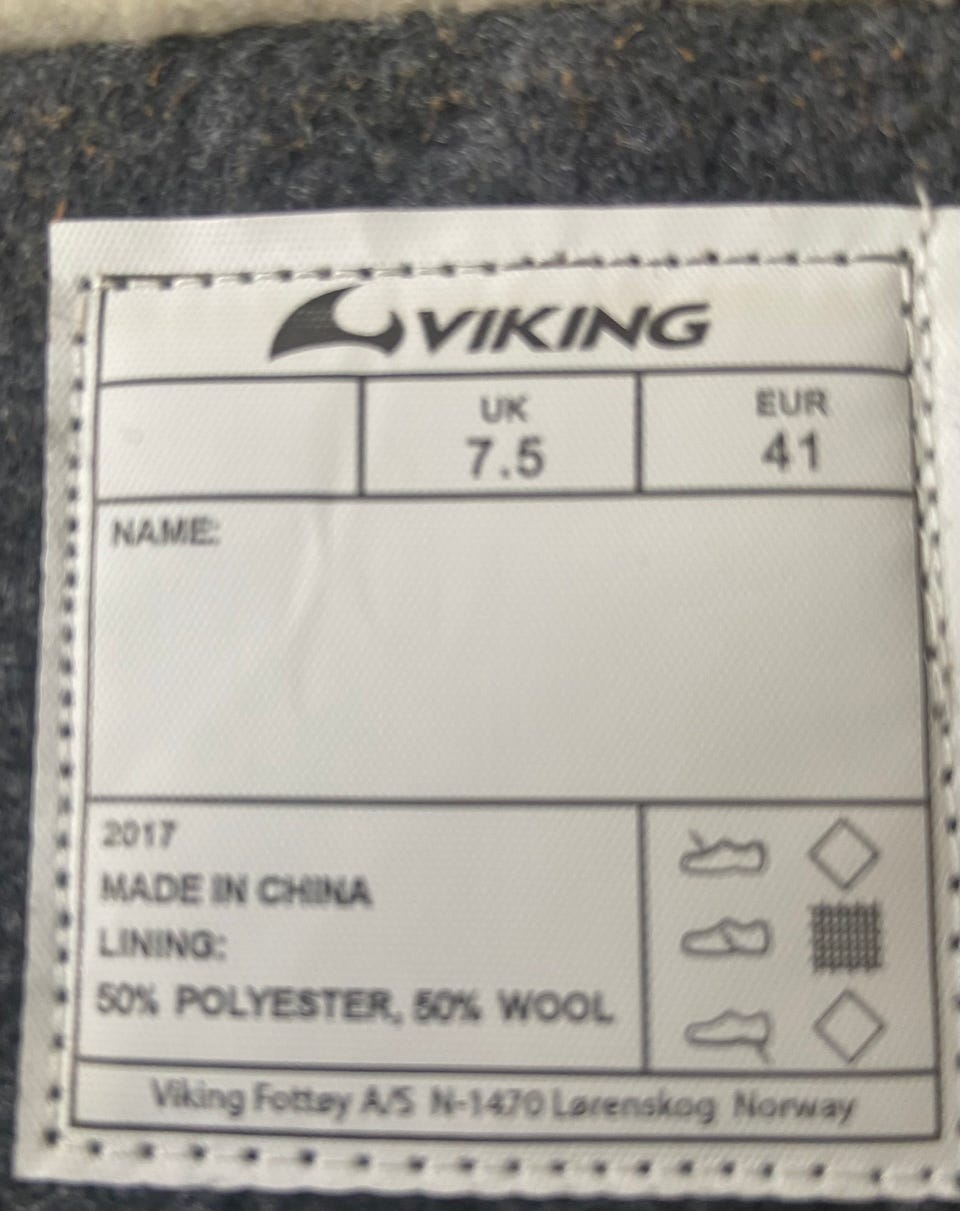 VIKING
UK
7.5
EUR
41
NAME:
2017
MADE IN CHINA
LINING:
50% POLYESTER, 50% WOOL
Viking Fottøy A/S N-1470 Lørenskog Norway